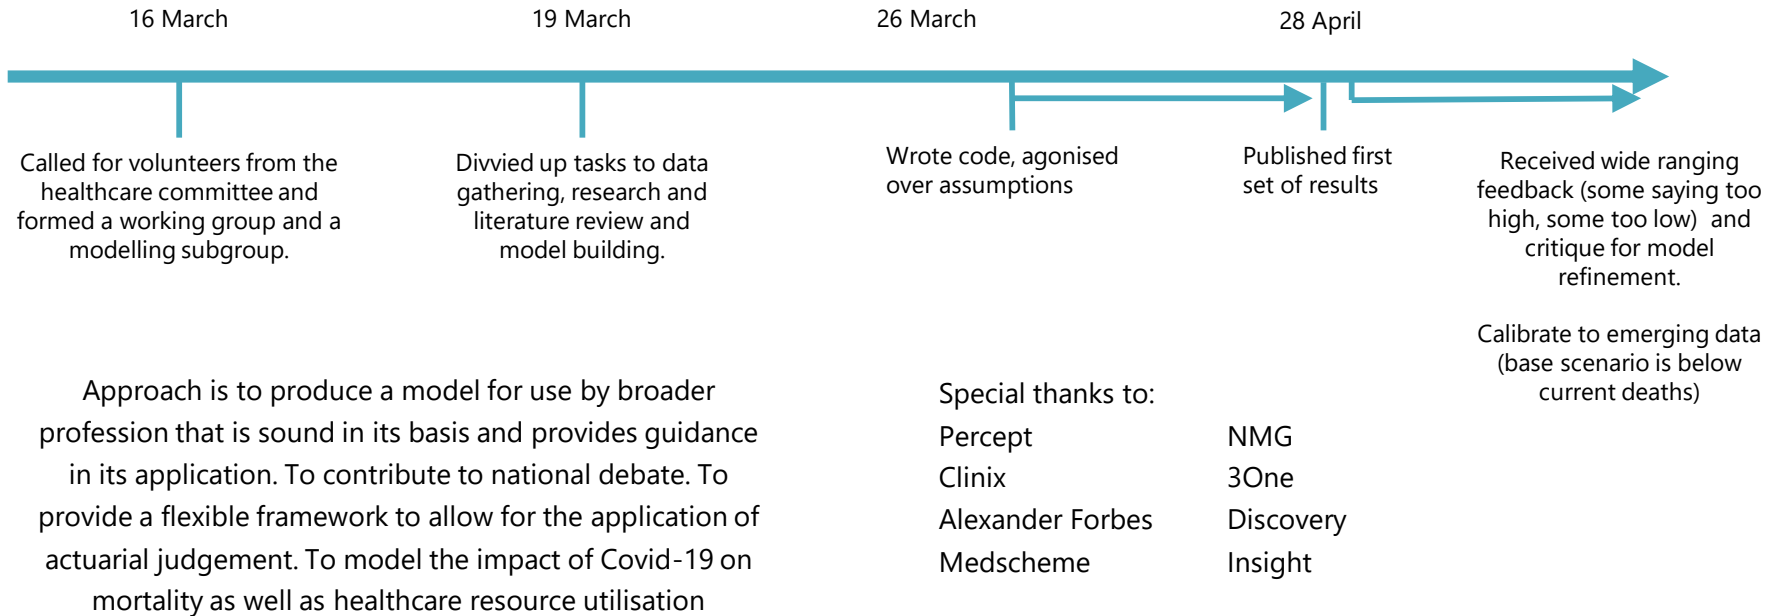 16 March
19 March
26 March
28 April
Called for volunteers from the
healthcare committee and
formed a working group and a
modelling subgroup.
Divvied up tasks to data
gathering, research and
literature review and
model building.
Wrote code, agonised
over assumptions
Published first
set of results
Received wide ranging
feedback (some saying too
high, some too low) and
critique for model
refinement.
Calibrate to emerging data
(base scenario is below
current deaths)
Approach is to produce a model for use by broader
profession that is sound in its basis and provides guidance
in its application. To contribute to national debate. To
provide a flexible framework to allow for the application of
actuarial judgement. To model the impact of Covid-19 on
mortality as well as healthcare resource utilisation
Special thanks to:
Percept
Clinix
Alexander Forbes
Medscheme
NMG
3One
Discovery
Insight